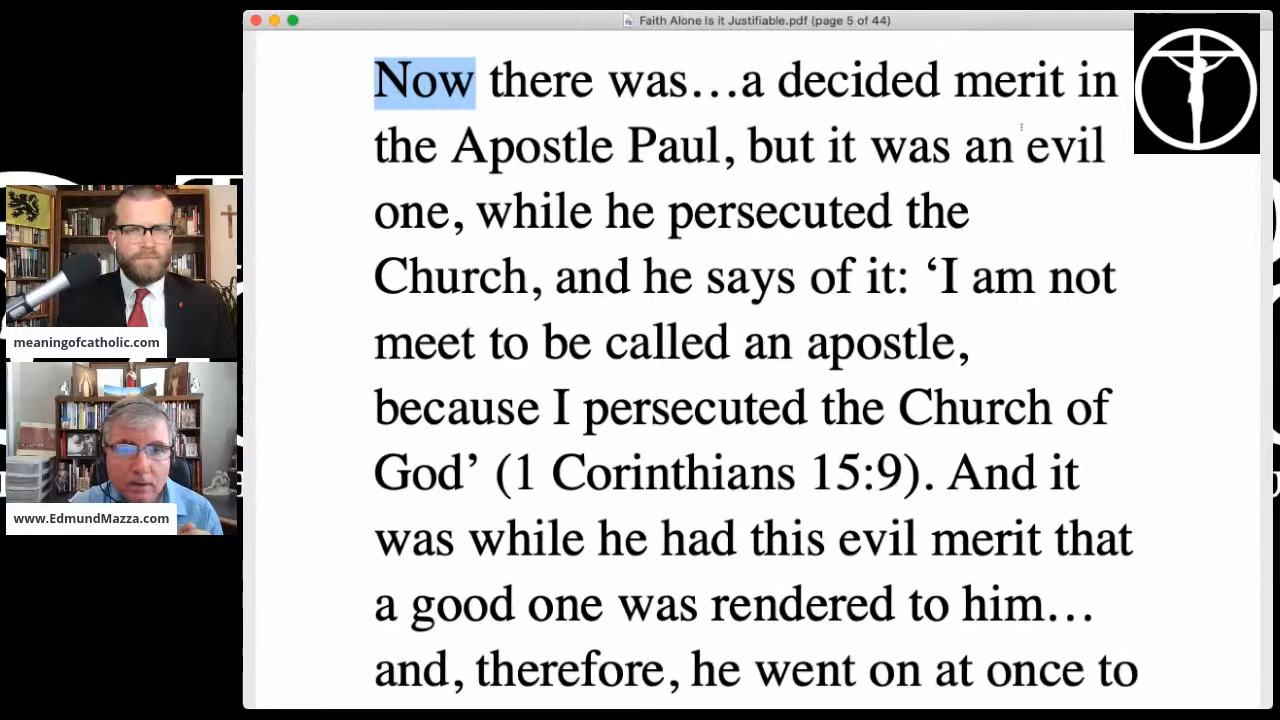 Faith Alone Is it Justifiable.pdf (page 5 of 44)
Now there was…a decided merit in
the Apostle Paul, but it was an evil
one, while he persecuted the
Church, and he says of it: ‘I am not
meet to be called an apostle,
because I persecuted the Church of
God’ (1 Corinthians 15:9). And it
was while he had this evil merit that
a good one was rendered to him…
and, therefore, he went on at once to
meaningofcatholic.com
www.EdmundMazza.com